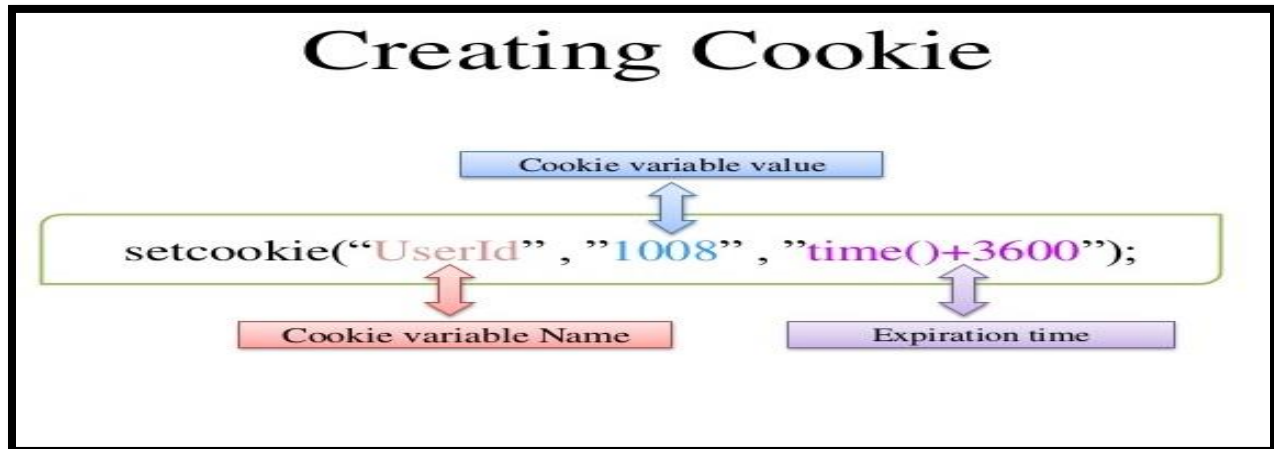 Creating Cookie
Cookie variable value
setcookie(“UserId” , ”1008” , ”time()+3600”);
Cookie variable Name
Expiration time